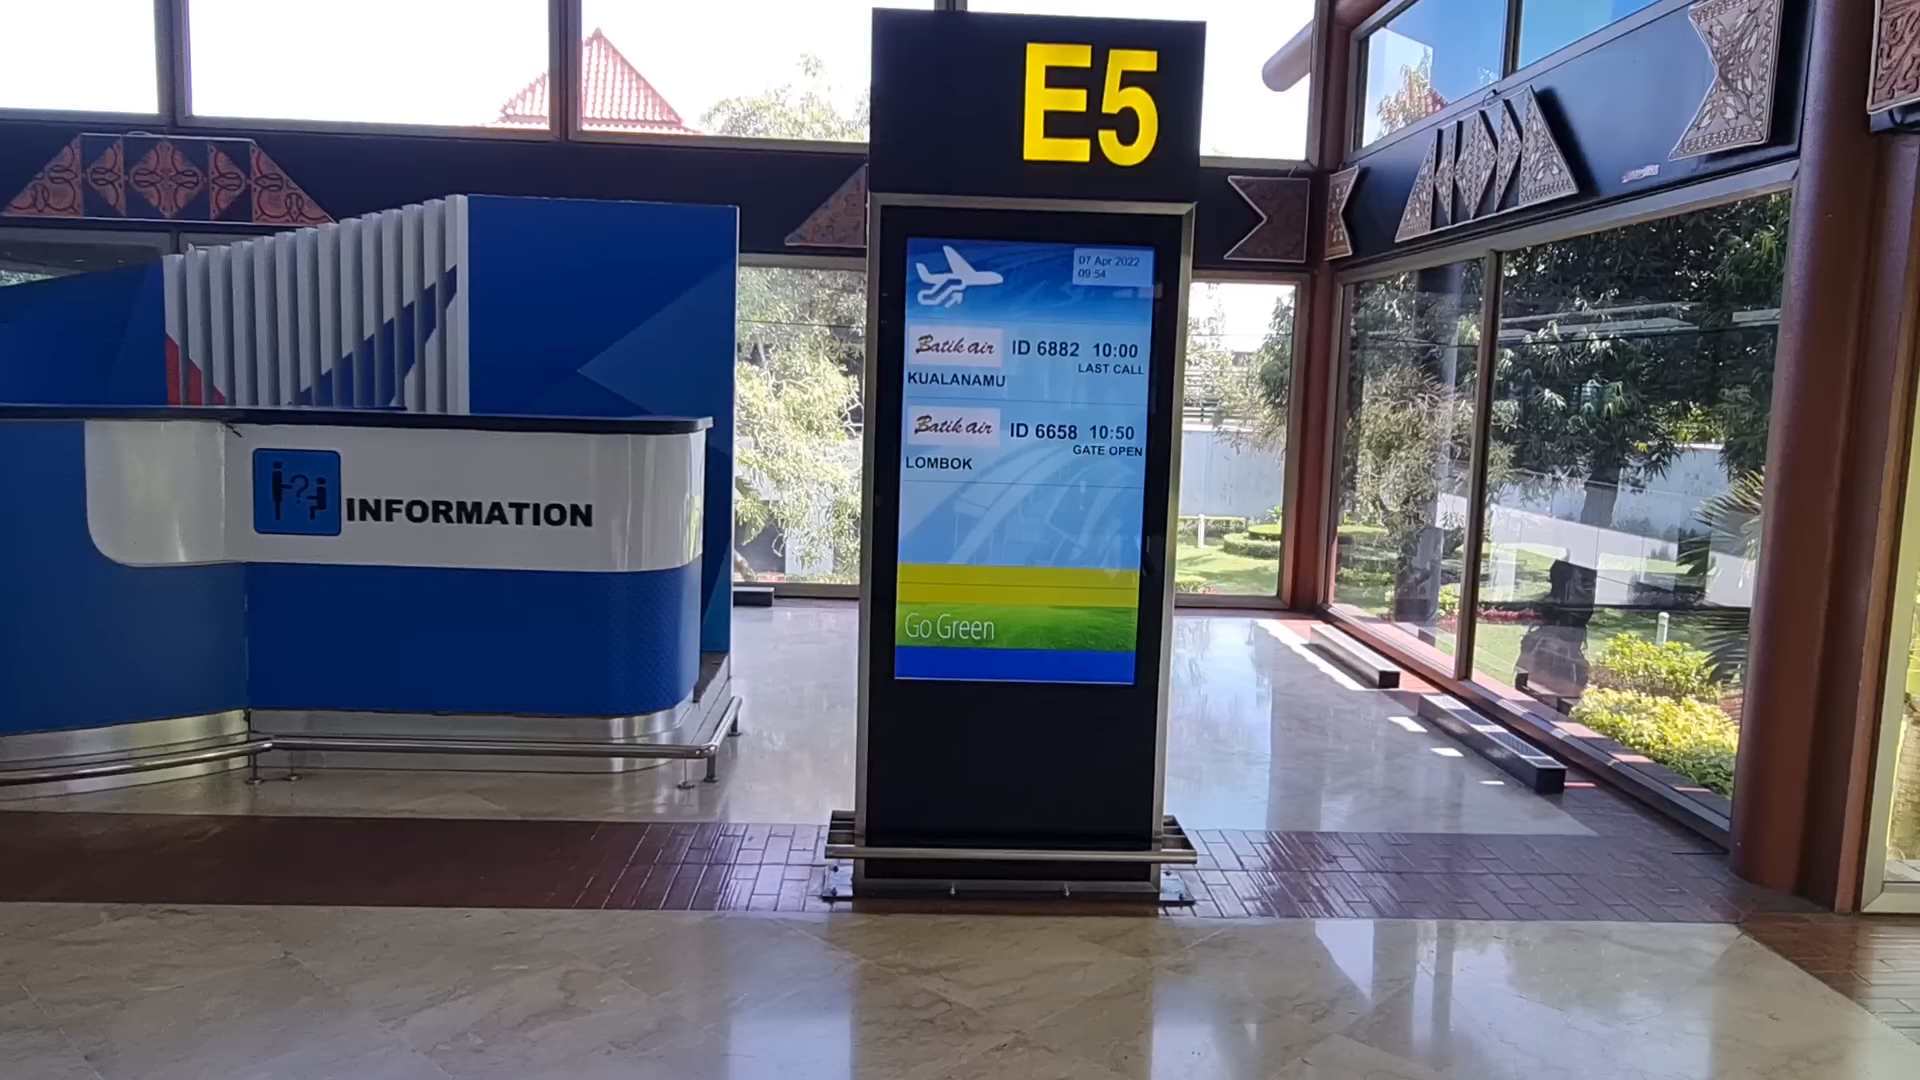 E5
07 Apr 2022
09:54
Batik air ID 6882 10:00
LAST CALL
KUALANAMU
Batik air ID 6658 10:50
GATE OPEN
LOMBOK
Go Green
INFORMATION
?